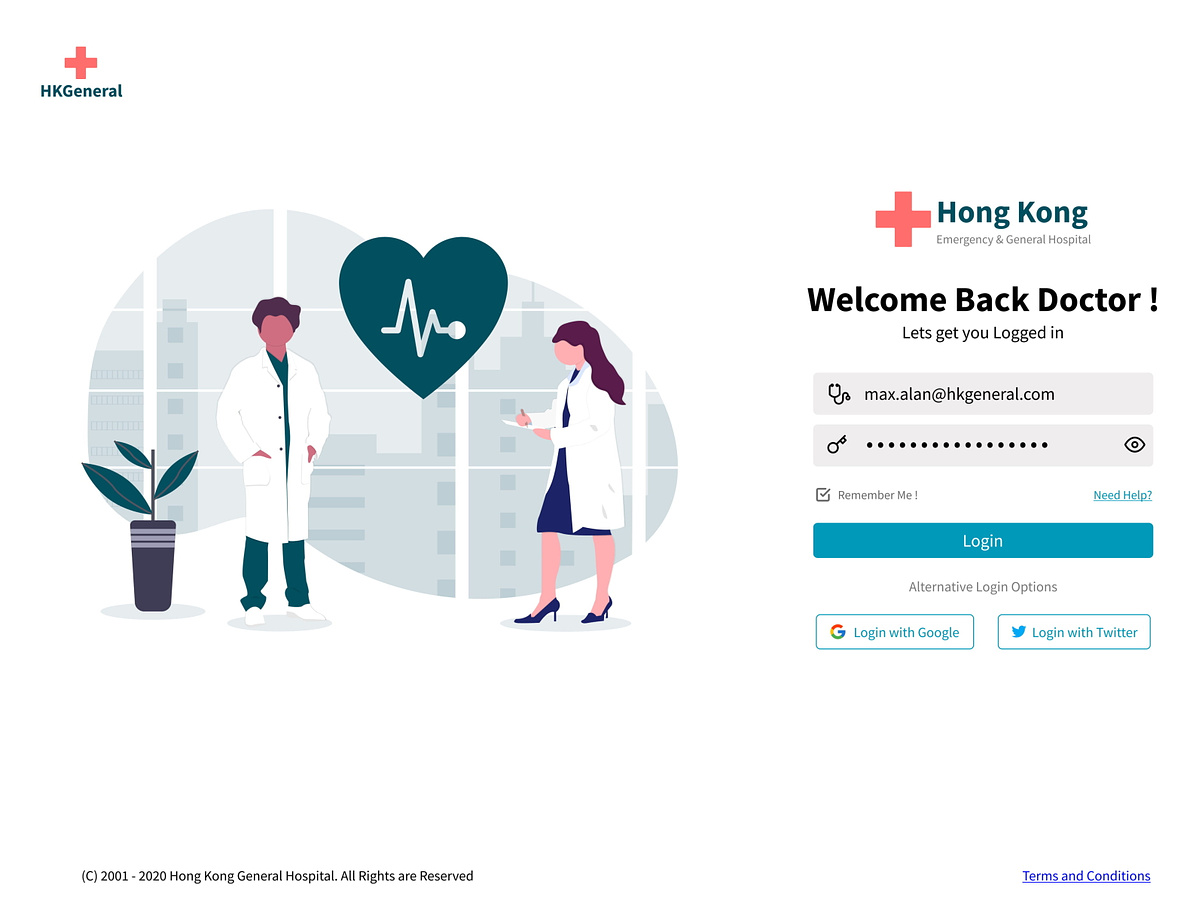 HKGeneral
Hong Kong
Emergency & General Hospital
Welcome Back Doctor !
Lets get you Logged in
max.alan@hkgeneral.com
••••••••••••••••••
Remember Me !
Need Help?
Login
Alternative Login Options
Login with Google
Login with Twitter
(C) 2001 - 2020 Hong Kong General Hospital. All Rights are Reserved
Terms and Conditions